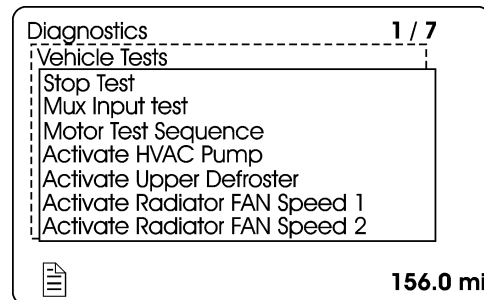 Diagnostics 1 / 7
Vehicle Tests
Stop Test
Mux Input test
Motor Test Sequence
Activate HVAC Pump
Activate Upper Defroster
Activate Radiator FAN Speed 1
Activate Radiator FAN Speed 2
156.0 mi